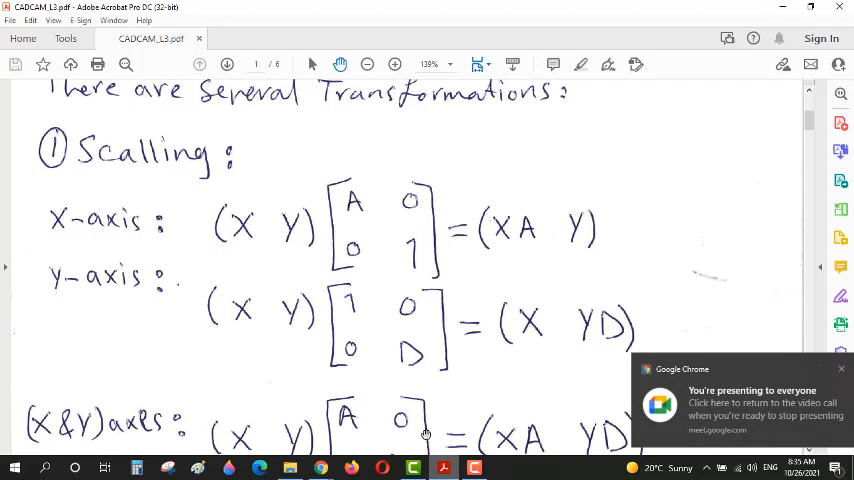 CADCAM_L3.pdf - Adobe Acrobat Pro DC (32-bit)
File Edit View E-Sign Window Help
Home Tools CADCAM_L3.pdf × Sign In
1 / 6 139%
There are Several Transformations:
① Scalling:
X-axis: (X Y) [A 0
0 1] = (XA Y)
Y-axis:
(X Y) [1 0
0 D] = (X YD)
(X & Y) axes: (X Y) [A 0 = (XA YD)
Google Chrome
You're presenting to everyone
Click here to return to the video call
when you're ready to stop presenting
meet.google.com
20°C Sunny ENG 8:35 AM
10/26/2021